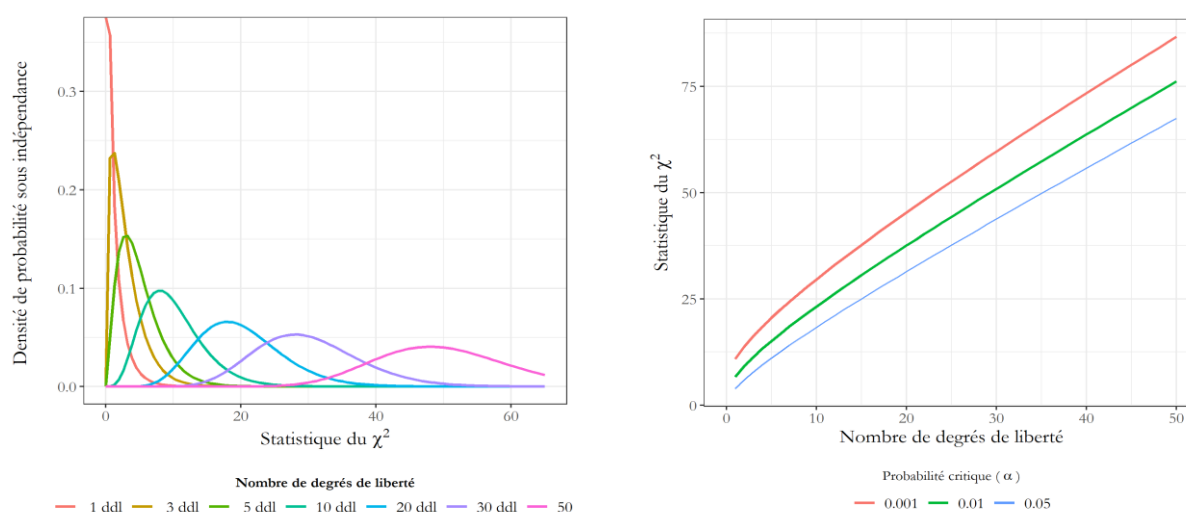 Densité de probabilité sous indépendance
0.3
0.2
0.1
0.0
0 20 40 60
Statistique du χ²
Nombre de degrés de liberté
1 ddl 3 ddl 5 ddl 10 ddl 20 ddl 30 ddl 50
Statistique du χ²
75
50
25
0
0 10 20 30 40 50
Nombre de degrés de liberté
Probabilité critique ( α )
0.001 0.01 0.05